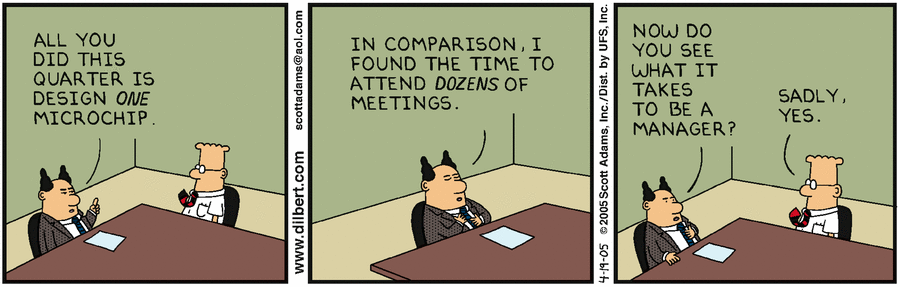 ALL YOU
DID THIS
QUARTER IS
DESIGN ONE
MICROCHIP.
www.dilbert.com scottadams@aol.com
IN COMPARISON, I
FOUND THE TIME TO
ATTEND DOZENS OF
MEETINGS.
4-19-05 © 2005 Scott Adams, Inc./Dist. by UFS, Inc.
NOW DO
YOU SEE
WHAT IT
TAKES
TO BE A
MANAGER?
SADLY,
YES.